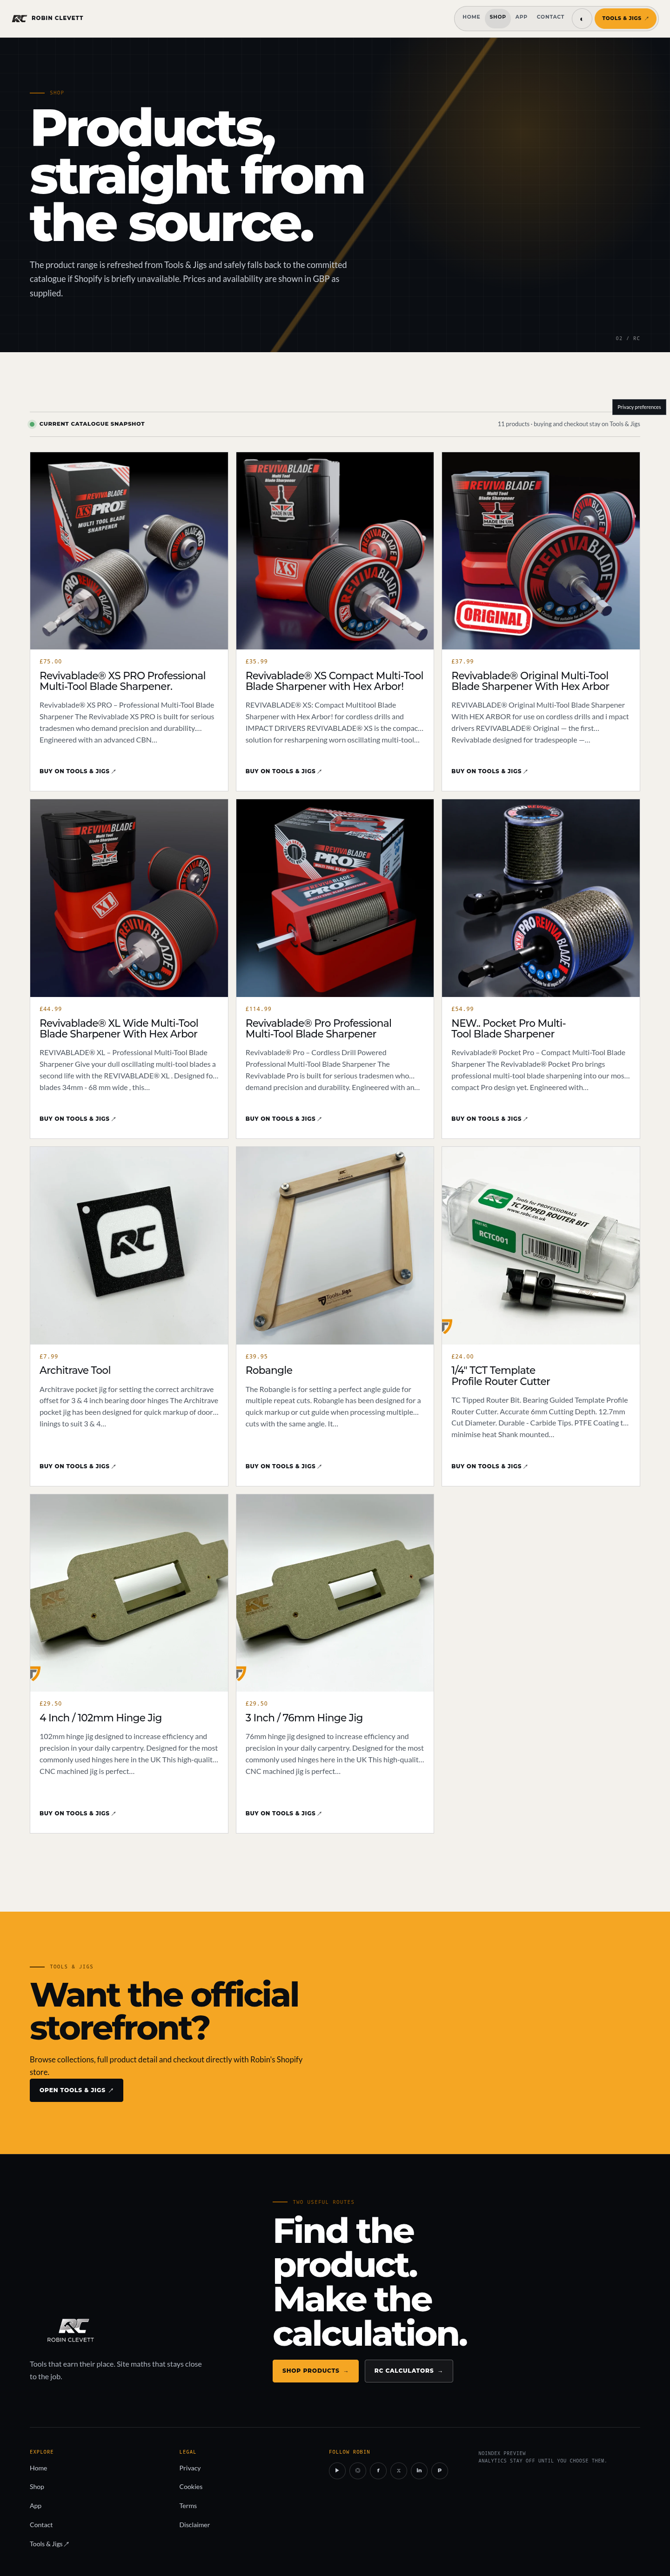 RC ROBIN CLEVETT
HOME SHOP APP CONTACT TOOLS & JIGS ↗
SHOP
Products,
straight from
the source.
The product range is refreshed from Tools & Jigs and safely falls back to the committed
catalogue if Shopify is briefly unavailable. Prices and availability are shown in GBP as
supplied.
02 / RC
Privacy preferences
CURRENT CATALOGUE SNAPSHOT
11 products - buying and checkout stay on Tools & Jigs
£75.00
Revivablade® XS PRO Professional
Multi-Tool Blade Sharpener.
Revivablade® XS PRO – Professional Multi-Tool Blade
Sharpener The Revivablade XS PRO is built for serious
tradesmen who demand precision and durability....
Engineered with an advanced CBN...
BUY ON TOOLS & JIGS ↗
£35.99
Revivablade® XS Compact Multi-Tool
Blade Sharpener with Hex Arbor!
REVIVABLADE® XS: Compact Multitool Blade
Sharpener with Hex Arbor! for cordless drills and
IMPACT DRIVERS REVIVABLADE® XS is the compac...
solution for resharpening worn oscillating multi-tool...
BUY ON TOOLS & JIGS ↗
£37.99
Revivablade® Original Multi-Tool
Blade Sharpener With Hex Arbor
REVIVABLADE® Original Multi-Tool Blade Sharpener
With HEX ARBOR for use on cordless drills and i mpact
drivers REVIVABLADE® Original — the first...
Revivablade designed for tradespeople —...
BUY ON TOOLS & JIGS ↗
£44.99
Revivablade® XL Wide Multi-Tool
Blade Sharpener With Hex Arbor
REVIVABLADE® XL – Professional Multi-Tool Blade
Sharpener Give your dull oscillating multi-tool blades a
second life with the REVIVABLADE® XL . Designed fo...
blades 34mm - 68 mm wide , this...
BUY ON TOOLS & JIGS ↗
£114.99
Revivablade® Pro Professional
Multi-Tool Blade Sharpener
Revivablade® Pro – Cordless Drill Powered
Professional Multi-Tool Blade Sharpener The
Revivablade Pro is built for serious tradesmen who...
demand precision and durability. Engineered with an...
BUY ON TOOLS & JIGS ↗
£54.99
NEW.. Pocket Pro Multi-
Tool Blade Sharpener
Revivablade® Pocket Pro – Compact Multi-Tool Blade
Sharpener The Revivablade® Pocket Pro brings
professional multi-tool blade sharpening into our mos...
compact Pro design yet. Engineered with...
BUY ON TOOLS & JIGS ↗
£7.99
Architrave Tool
Architrave pocket jig for setting the correct architrave
offset for 3 & 4 inch bearing door hinges The Architrave
pocket jig has been designed for quick markup of door...
linings to suit 3 & 4...
BUY ON TOOLS & JIGS ↗
£39.95
Robangle
The Robangle is for setting a perfect angle guide for
multiple repeat cuts. Robangle has been designed for a
quick markup or cut guide when processing multiple...
cuts with the same angle. It...
BUY ON TOOLS & JIGS ↗
Tools for PROFESSIONALS
TC TIPPED ROUTER BIT
RCTC001
£24.00
1/4" TCT Template
Profile Router Cutter
TC Tipped Router Bit. Bearing Guided Template Profile
Router Cutter. Accurate 6mm Cutting Depth. 12.7mm
Cut Diameter. Durable - Carbide Tips. PTFE Coating t...
minimise heat Shank mounted...
BUY ON TOOLS & JIGS ↗
£29.50
4 Inch / 102mm Hinge Jig
102mm hinge jig designed to increase efficiency and
precision in your daily carpentry. Designed for the most
commonly used hinges here in the UK This high-qualit...
CNC machined jig is perfect...
BUY ON TOOLS & JIGS ↗
£29.50
3 Inch / 76mm Hinge Jig
76mm hinge jig designed to increase efficiency and
precision in your daily carpentry. Designed for the most
commonly used hinges here in the UK This high-qualit...
CNC machined jig is perfect...
BUY ON TOOLS & JIGS ↗
TOOLS & JIGS
Want the official
storefront?
Browse collections, full product detail and checkout directly with Robin's Shopify
store.
OPEN TOOLS & JIGS ↗
TWO USEFUL ROUTES
Find the
product.
Make the
calculation.
SHOP PRODUCTS →
RC CALCULATORS →
RC
ROBIN CLEVETT
Tools that earn their place. Site maths that stays close
to the job.
EXPLORE
Home
Shop
App
Contact
Tools & Jigs ↗
LEGAL
Privacy
Cookies
Terms
Disclaimer
FOLLOW ROBIN
NOINDEX PREVIEW
ANALYTICS STAY OFF UNTIL YOU CHOOSE THEM.